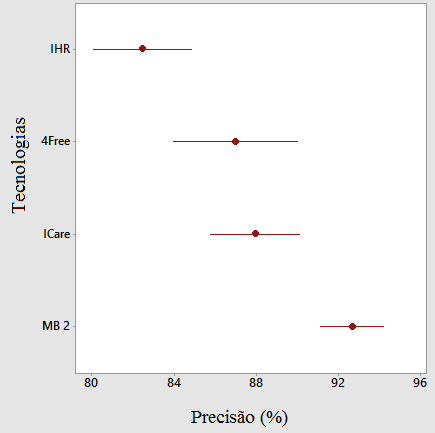 Tecnologias
IHR
4Free
ICare
MB 2
80 84 88 92 96
Precisão (%)